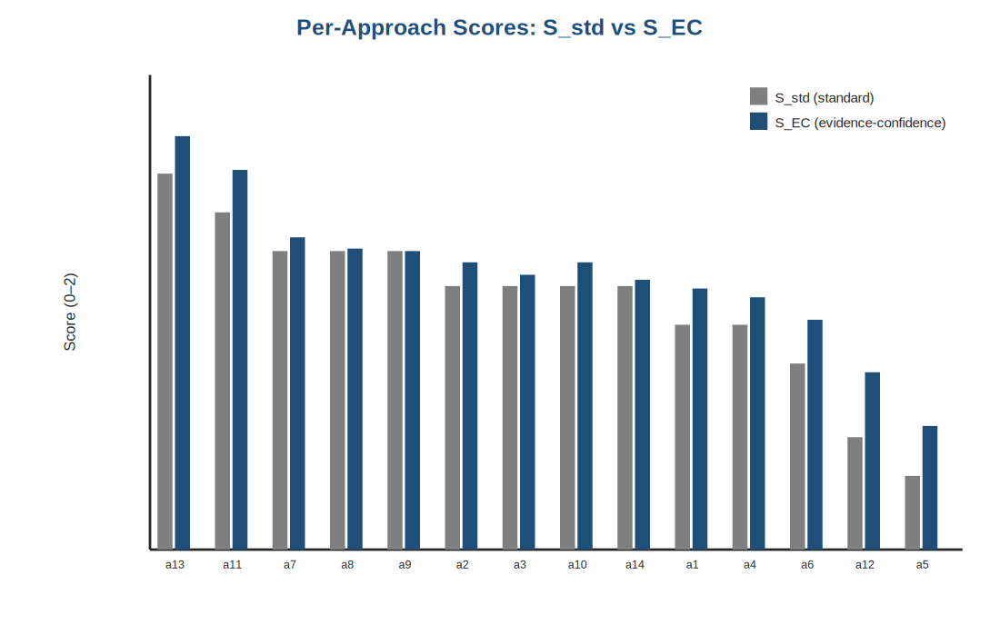 Per-Approach Scores: S_std vs S_EC
S_std (standard)
S_EC (evidence-confidence)
Score (0–2)
a13 a11 a7 a8 a9 a2 a3 a10 a14 a1 a4 a6 a12 a5